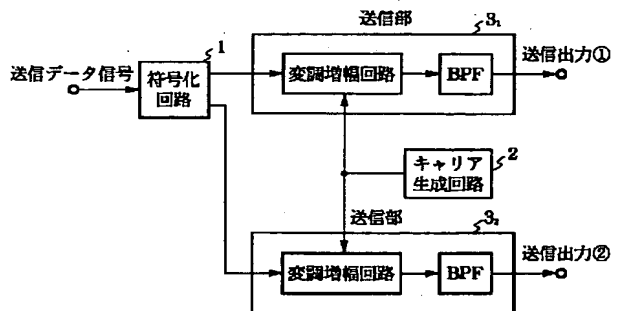 送信部
3₁
1
送信データ信号
符号化
回路
変調増幅回路
BPF
送信出力①
キャリア
生成回路
2
送信部
3₂
変調増幅回路
BPF
送信出力②